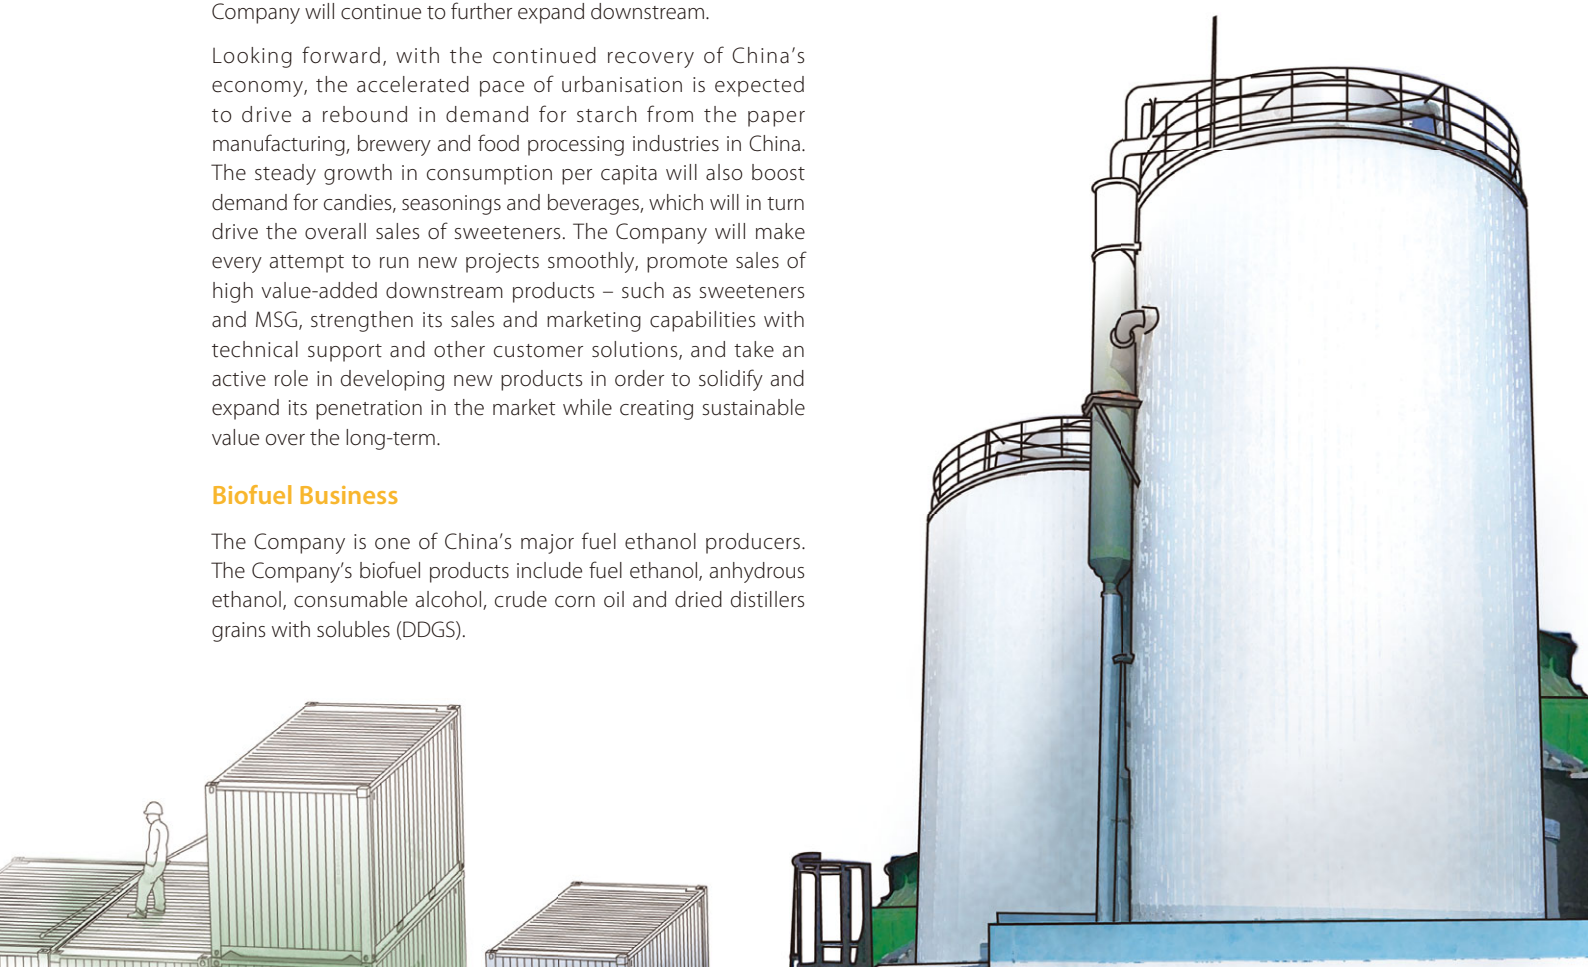 Company will continue to further expand downstream.
Looking forward, with the continued recovery of China’s
economy, the accelerated pace of urbanisation is expected
to drive a rebound in demand for starch from the paper
manufacturing, brewery and food processing industries in China.
The steady growth in consumption per capita will also boost
demand for candies, seasonings and beverages, which will in turn
drive the overall sales of sweeteners. The Company will make
every attempt to run new projects smoothly, promote sales of
high value-added downstream products – such as sweeteners
and MSG, strengthen its sales and marketing capabilities with
technical support and other customer solutions, and take an
active role in developing new products in order to solidify and
expand its penetration in the market while creating sustainable
value over the long-term.
Biofuel Business
The Company is one of China’s major fuel ethanol producers.
The Company’s biofuel products include fuel ethanol, anhydrous
ethanol, consumable alcohol, crude corn oil and dried distillers
grains with solubles (DDGS).